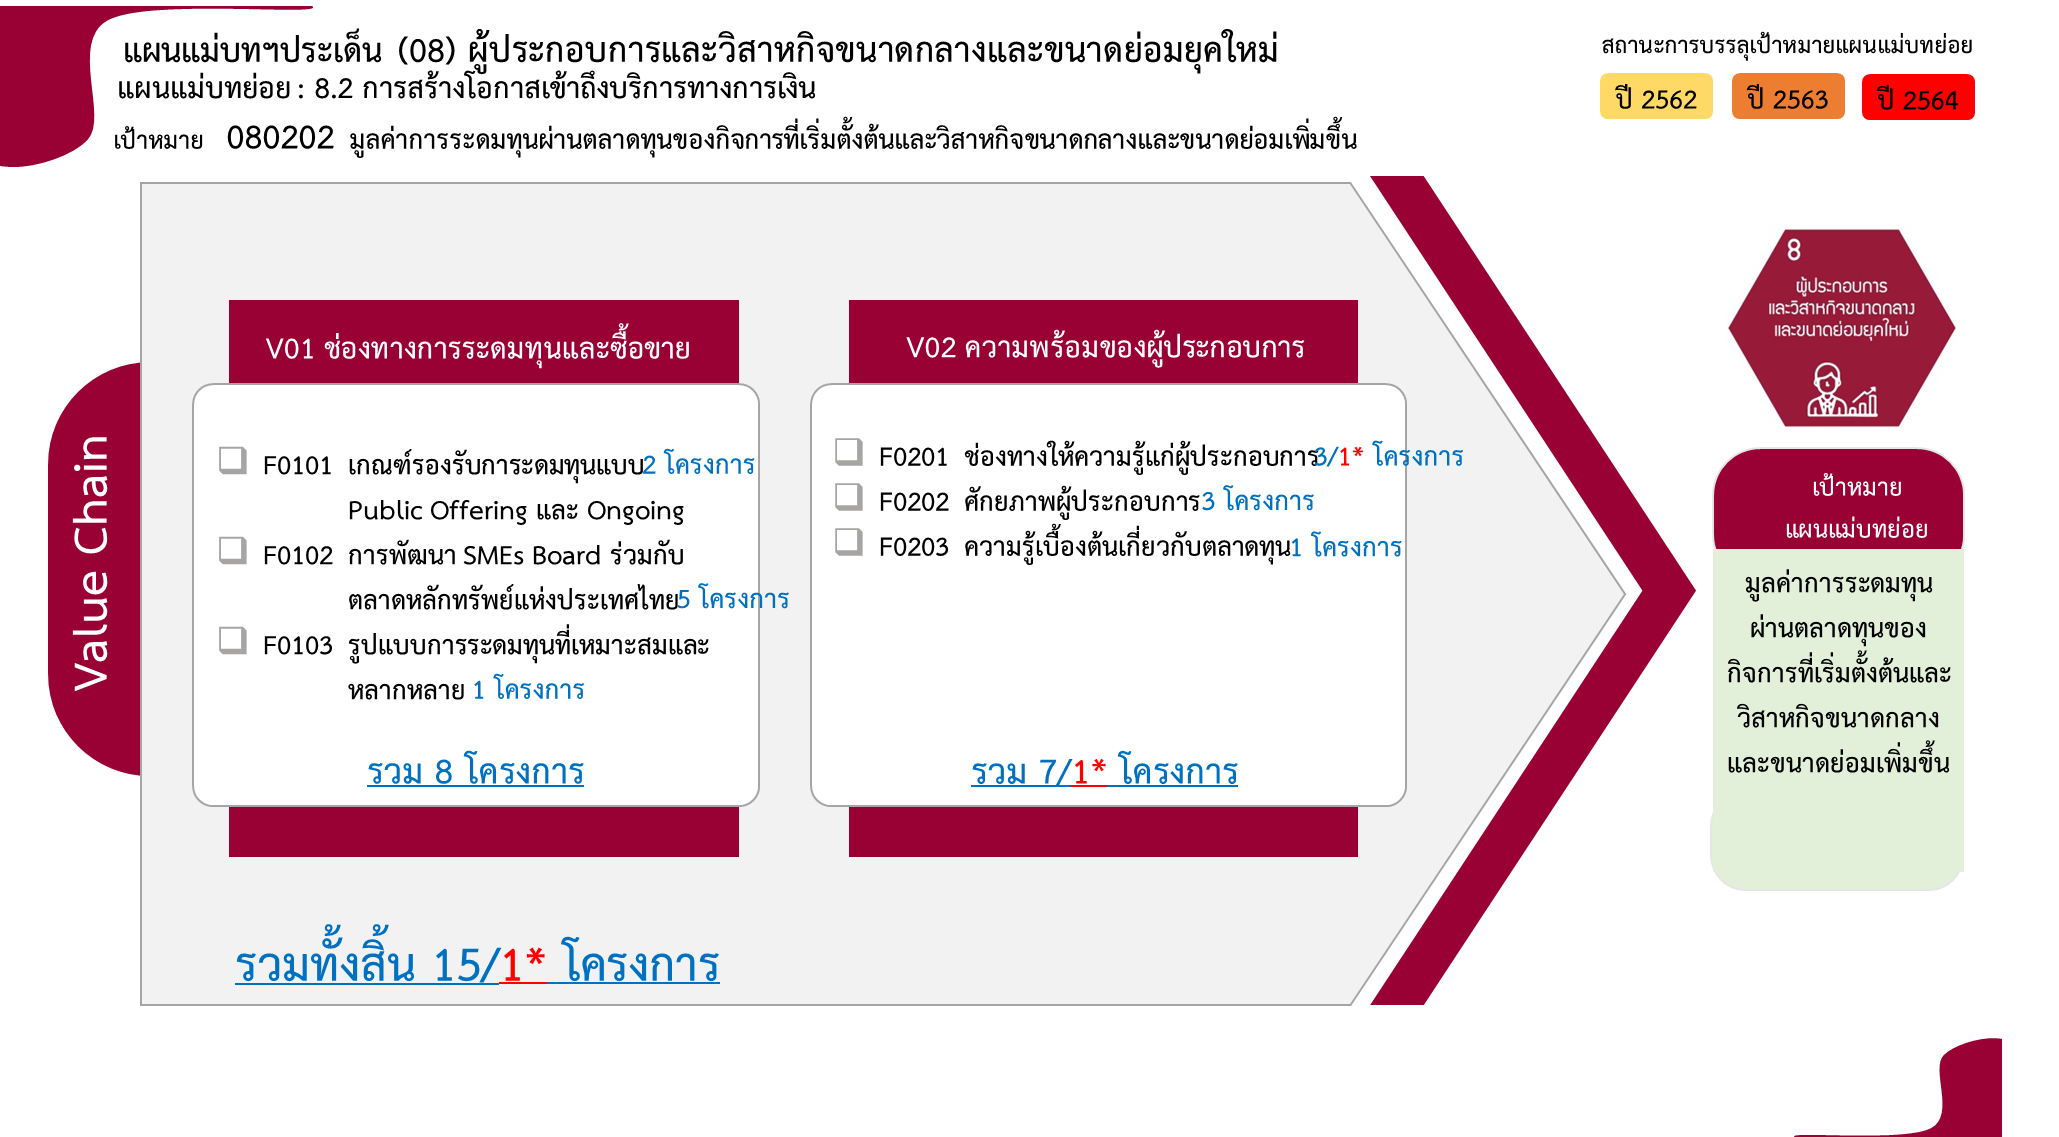 แผนแม่บทฯประเด็น (08) ผู้ประกอบการและวิสาหกิจขนาดกลางและขนาดย่อมยุคใหม่
แผนแม่บทย่อย : 8.2 การสร้างโอกาสเข้าถึงบริการทางการเงิน
เป้าหมาย 080202 มูลค่าการระดมทุนผ่านตลาดทุนของกิจการที่เริ่มตั้งต้นและวิสาหกิจขนาดกลางและขนาดย่อมเพิ่มขึ้น
สถานะการบรรลุเป้าหมายแผนแม่บทย่อย
ปี 2562 ปี 2563 ปี 2564
Value Chain
V01 ช่องทางการระดมทุนและซื้อขาย
F0101 เกณฑ์รองรับการะดมทุนแบบ2 โครงการ
Public Offering และ Ongoing
F0102 การพัฒนา SMEs Board ร่วมกับ
ตลาดหลักทรัพย์แห่งประเทศไทย5 โครงการ
F0103 รูปแบบการระดมทุนที่เหมาะสมและ
หลากหลาย 1 โครงการ
รวม 8 โครงการ
V02 ความพร้อมของผู้ประกอบการ
F0201 ช่องทางให้ความรู้แก่ผู้ประกอบการ3/1* โครงการ
F0202 ศักยภาพผู้ประกอบการ3 โครงการ
F0203 ความรู้เบื้องต้นเกี่ยวกับตลาดทุน1 โครงการ
รวม 7/1* โครงการ
รวมทั้งสิ้น 15/1* โครงการ
8
ผู้ประกอบการ
และวิสาหกิจขนาดกลาง
และขนาดย่อมยุคใหม่
เป้าหมาย
แผนแม่บทย่อย
มูลค่าการระดมทุน
ผ่านตลาดทุนของ
กิจการที่เริ่มตั้งต้นและ
วิสาหกิจขนาดกลาง
และขนาดย่อมเพิ่มขึ้น